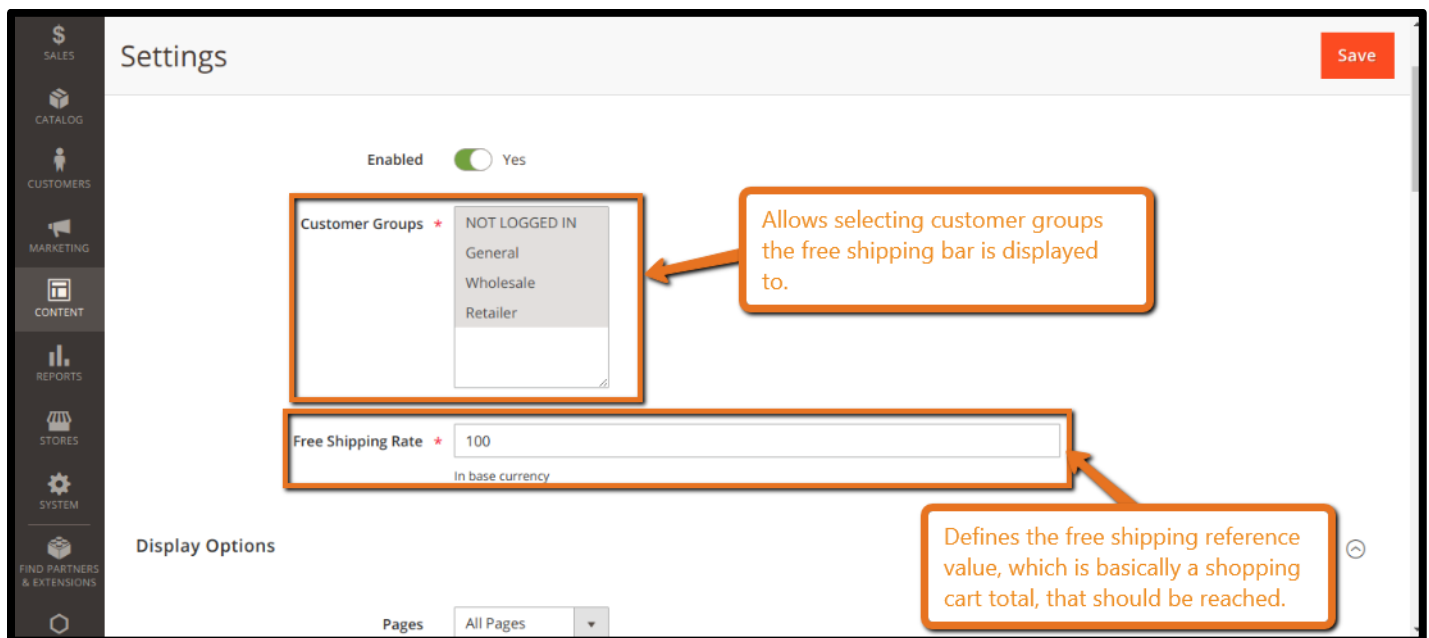 $
SALES
CATALOG
CUSTOMERS
MARKETING
CONTENT
REPORTS
STORES
SYSTEM
FIND PARTNERS
& EXTENSIONS
Settings
Save
Enabled
Yes
Customer Groups *
NOT LOGGED IN
General
Wholesale
Retailer
Allows selecting customer groups
the free shipping bar is displayed
to.
Free Shipping Rate *
100
In base currency
Defines the free shipping reference
value, which is basically a shopping
cart total, that should be reached.
Display Options
Pages
All Pages